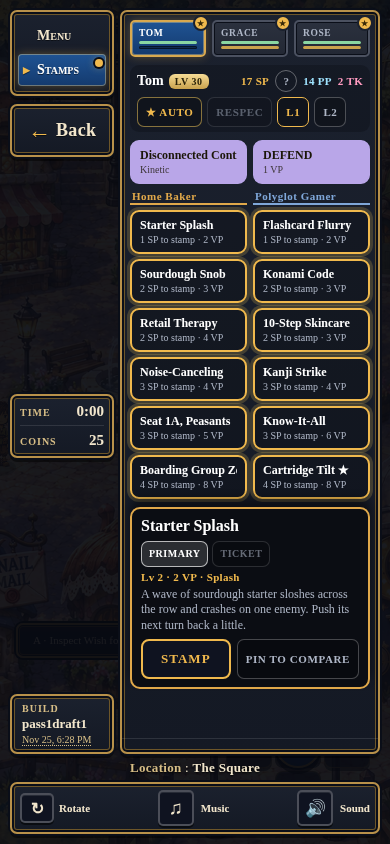 MENU
► STAMPS
← Back
TIME 0:00
COINS 25
BUILD
pass1draft1
Nov 25, 6:28 PM
TOM
GRACE
ROSE
Tom LV 30 17 SP ? 14 PP 2 TK
★ AUTO RESPEC L1 L2
Disconnected Cont
Kinetic
DEFEND
1 VP
Home Baker
Polyglot Gamer
Starter Splash
1 SP to stamp · 2 VP
Flashcard Flurry
1 SP to stamp · 2 VP
Sourdough Snob
2 SP to stamp · 3 VP
Konami Code
2 SP to stamp · 3 VP
Retail Therapy
2 SP to stamp · 4 VP
10-Step Skincare
2 SP to stamp · 4 VP
Noise-Canceling
3 SP to stamp · 4 VP
Kanji Strike
3 SP to stamp · 4 VP
Seat 1A, Peasants
3 SP to stamp · 5 VP
Know-It-All
3 SP to stamp · 6 VP
Boarding Group Z
4 SP to stamp · 8 VP
Cartridge Tilt ★
4 SP to stamp · 8 VP
Starter Splash
PRIMARY TICKET
Lv 2 · 2 VP · Splash
A wave of sourdough starter sloshes across
the row and crashes on one enemy. Push its
next turn back a little.
STAMP PIN TO COMPARE
Location : The Square
Rotate Music Sound